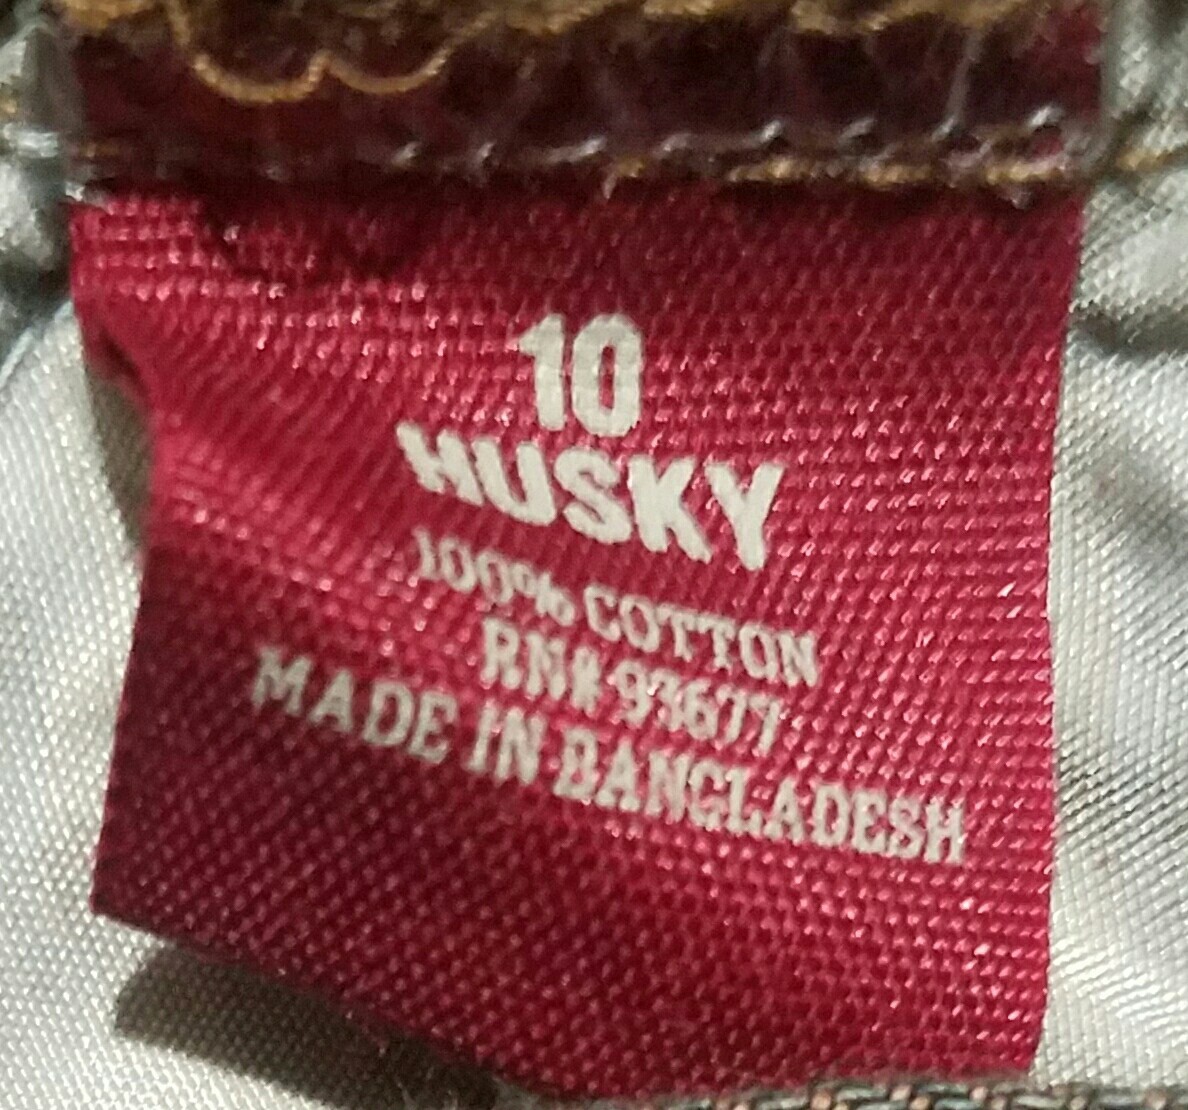 10
HUSKY
100% COTTON
RN# 93677
MADE IN BANGLADESH